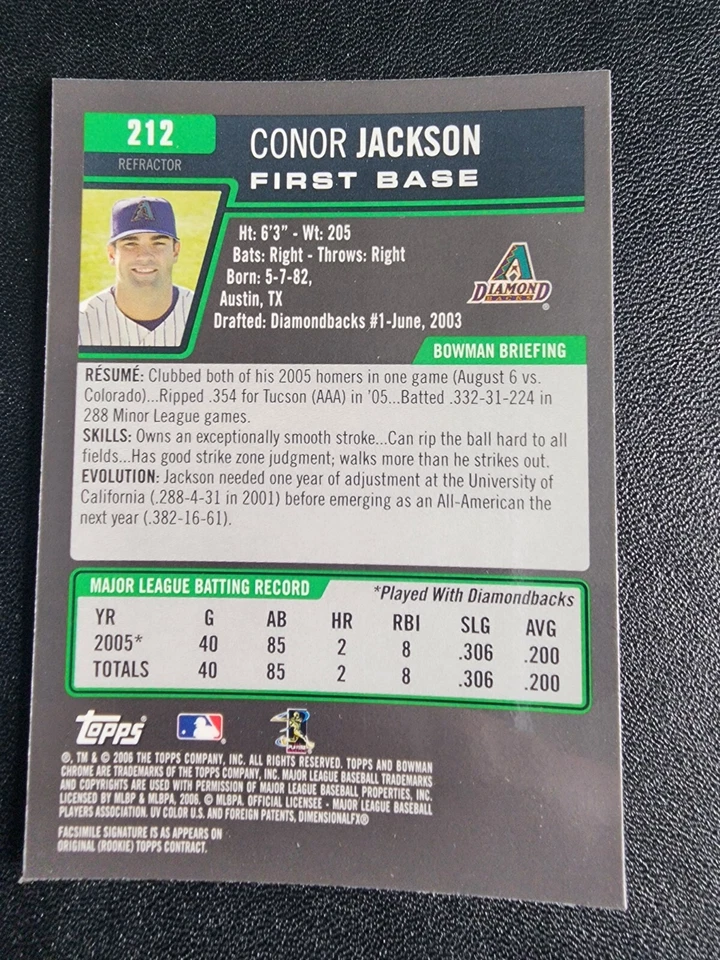 212
REFRACTOR
CONOR JACKSON
FIRST BASE
Ht: 6'3" - Wt: 205
Bats: Right - Throws: Right
Born: 5-7-82,
Austin, TX
Drafted: Diamondbacks #1-June, 2003
A
DIAMOND
BACKS
®
BOWMAN BRIEFING
RÉSUMÉ: Clubbed both of his 2005 homers in one game (August 6 vs.
Colorado)...Ripped .354 for Tucson (AAA) in '05...Batted .332-31-224 in
288 Minor League games.
SKILLS: Owns an exceptionally smooth stroke...Can rip the ball hard to all
fields...Has good strike zone judgment; walks more than he strikes out.
EVOLUTION: Jackson needed one year of adjustment at the University of
California (.288-4-31 in 2001) before emerging as an All-American the
next year (.382-16-61).
MAJOR LEAGUE BATTING RECORD *Played With Diamondbacks
YR G AB HR RBI SLG AVG
2005* 40 85 2 8 .306 .200
TOTALS 40 85 2 8 .306 .200
Topps
PLAYERS
®, TM & © 2006 THE TOPPS COMPANY, INC. ALL RIGHTS RESERVED. TOPPS AND BOWMAN
CHROME ARE TRADEMARKS OF THE TOPPS COMPANY, INC. MAJOR LEAGUE BASEBALL TRADEMARKS
AND COPYRIGHTS ARE USED WITH PERMISSION OF MAJOR LEAGUE BASEBALL PROPERTIES, INC.
LICENSED BY MLBP & MLBPA, 2006. © MLBPA. OFFICIAL LICENSEE - MAJOR LEAGUE BASEBALL
PLAYERS ASSOCIATION. UV COLOR U.S. AND FOREIGN PATENTS, DIMENSIONALFX®
FACSIMILE SIGNATURE IS AS APPEARS ON
ORIGINAL (ROOKIE) TOPPS CONTRACT.